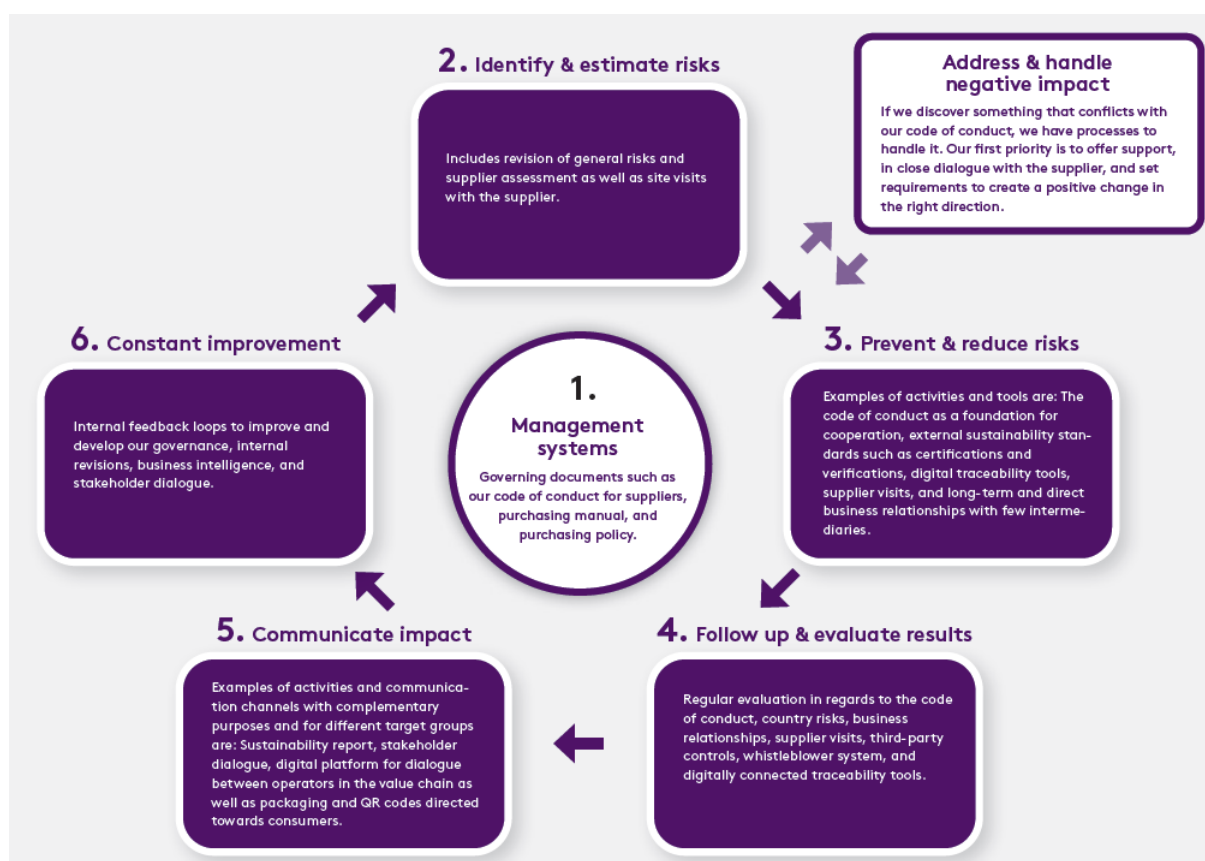 2. Identify & estimate risks
Includes revision of general risks and
supplier assessment as well as site visits
with the supplier.
Address & handle
negative impact
If we discover something that conflicts with
our code of conduct, we have processes to
handle it. Our first priority is to offer support,
in close dialogue with the supplier, and set
requirements to create a positive change in
the right direction.
6. Constant improvement
Internal feedback loops to improve and
develop our governance, internal
revisions, business intelligence, and
stakeholder dialogue.
1.
Management
systems
Governing documents such as
our code of conduct for suppliers,
purchasing manual, and
purchasing policy.
3. Prevent & reduce risks
Examples of activities and tools are: The
code of conduct as a foundation for
cooperation, external sustainability stan-
dards such as certifications and
verifications, digital traceability tools,
supplier visits, and long-term and direct
business relationships with few interme-
diaries.
5. Communicate impact
Examples of activities and communica-
tion channels with complementary
purposes and for different target groups
are: Sustainability report, stakeholder
dialogue, digital platform for dialogue
between operators in the value chain as
well as packaging and QR codes directed
towards consumers.
4. Follow up & evaluate results
Regular evaluation in regards to the code
of conduct, country risks, business
relationships, supplier visits, third-party
controls, whistleblower system, and
digitally connected traceability tools.